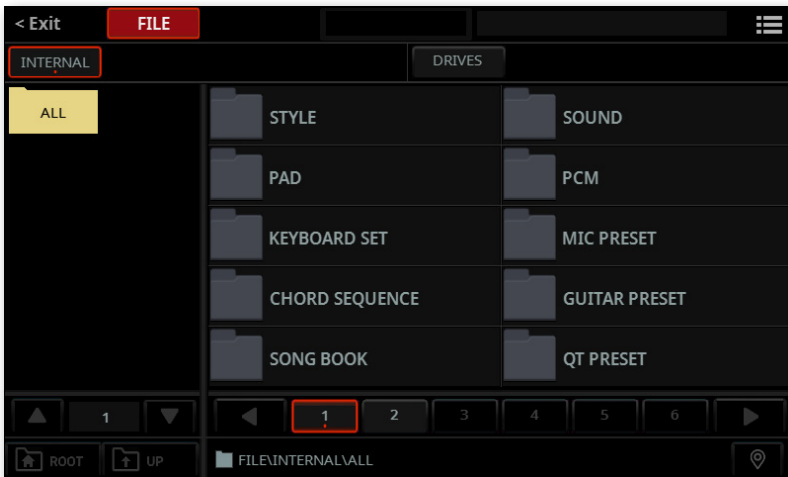 < Exit FILE
INTERNAL DRIVES
ALL
STYLE SOUND
PAD PCM
KEYBOARD SET MIC PRESET
CHORD SEQUENCE GUITAR PRESET
SONG BOOK QT PRESET
1 1 2 3 4 5 6
ROOT UP FILE\INTERNAL\ALL